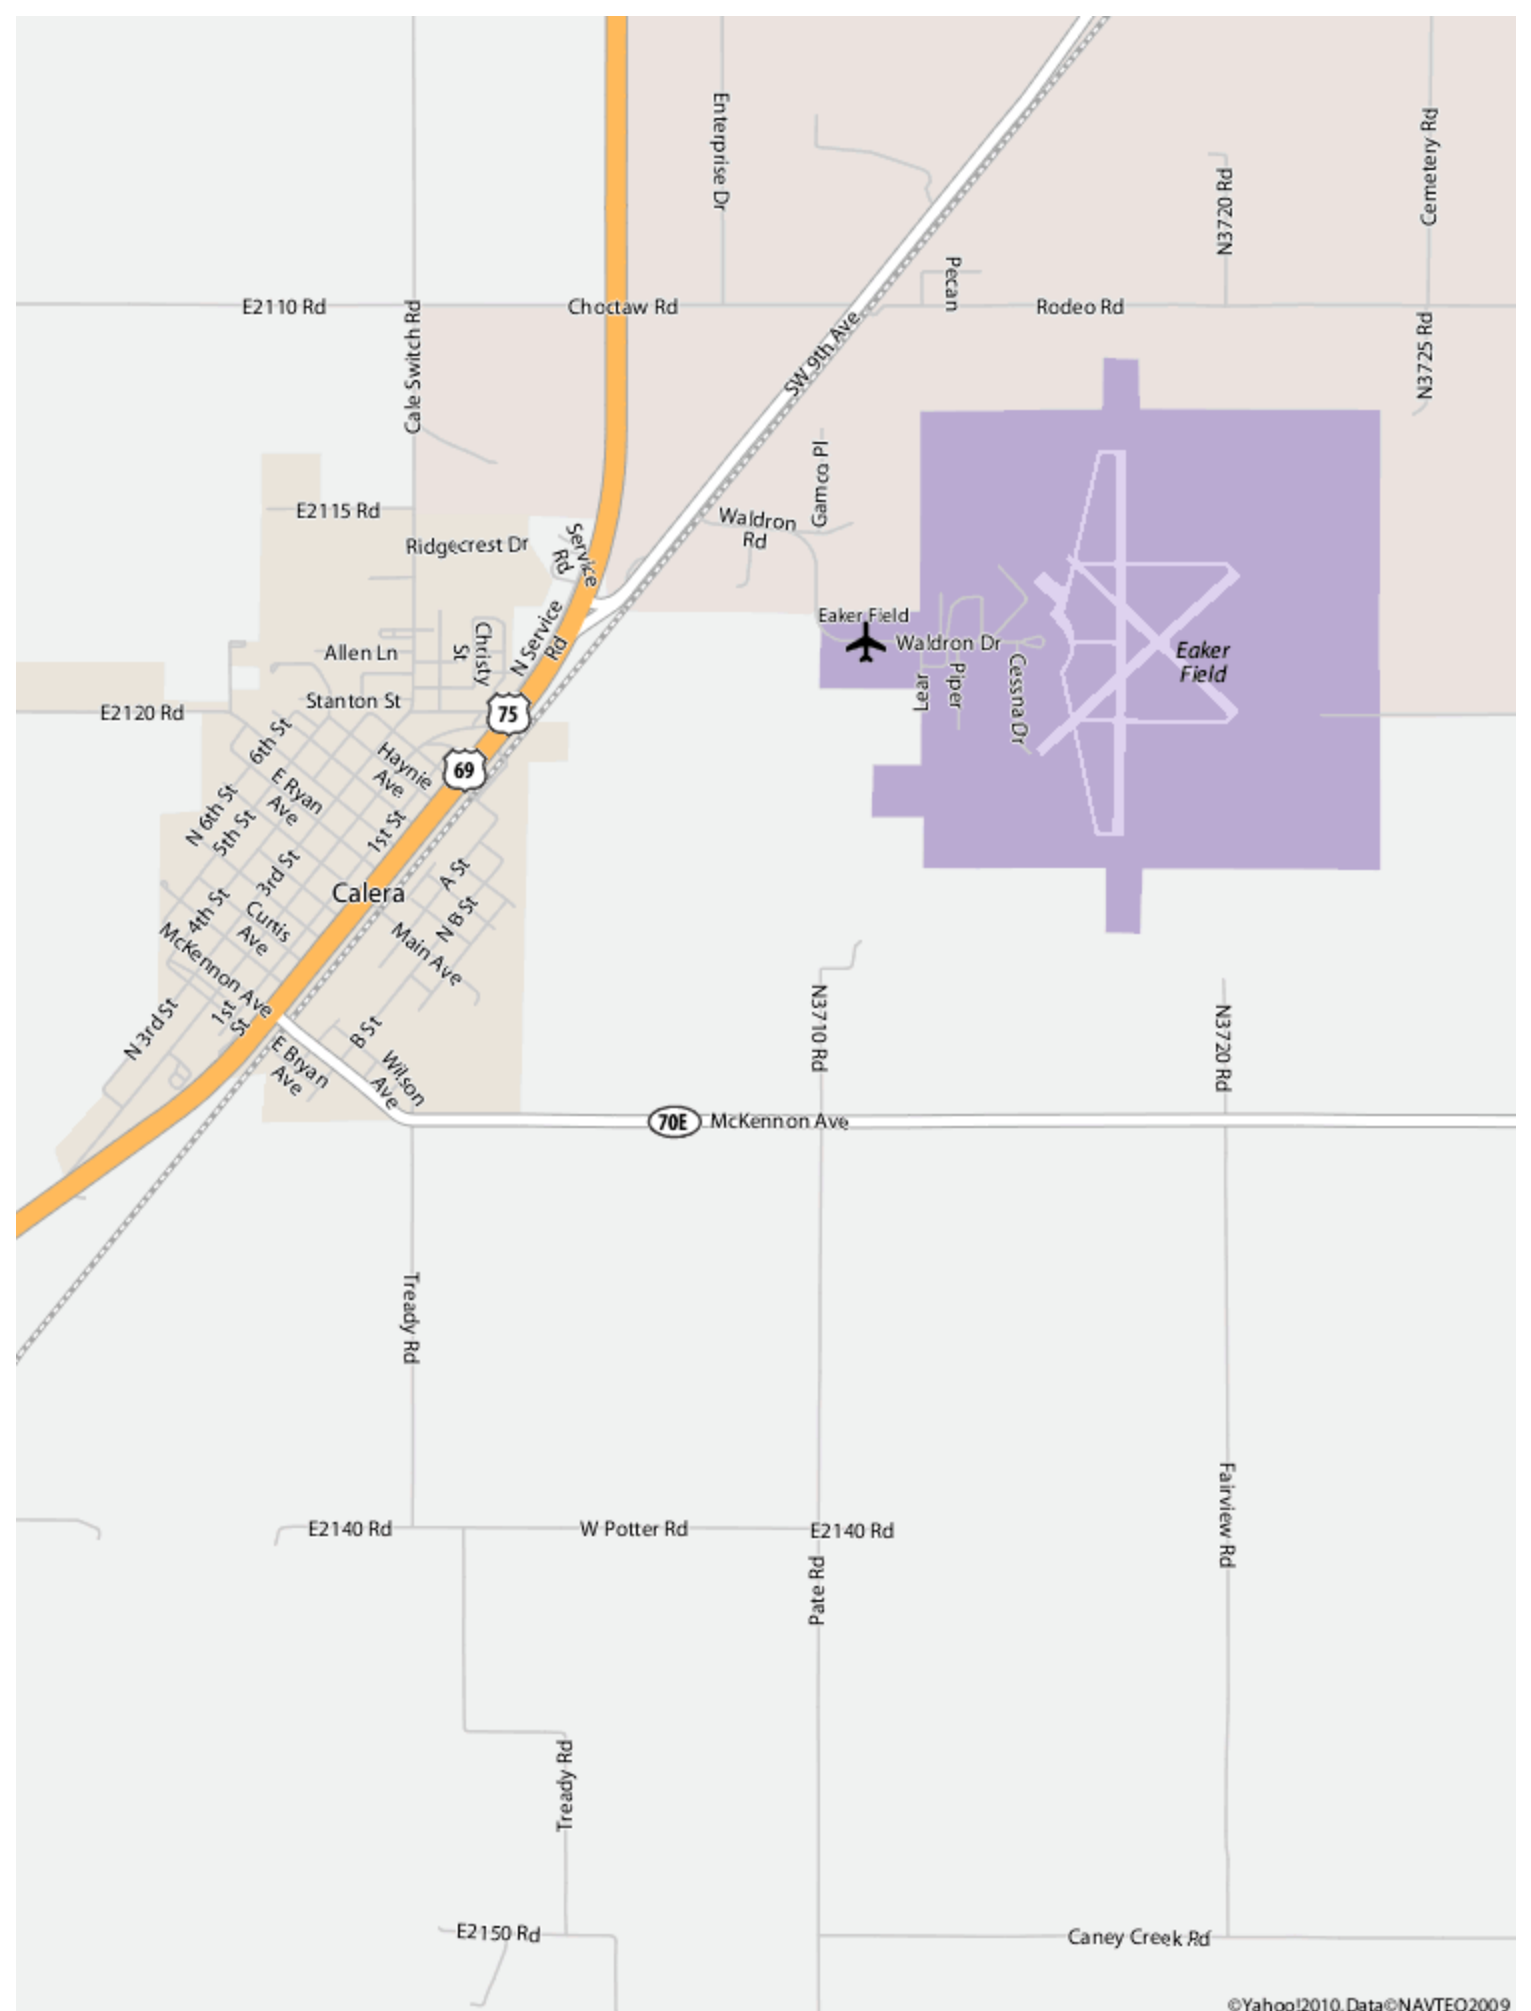 Enterprise Dr
Cemetery Rd
N3720 Rd
Pecan
E2110 Rd
Choctaw Rd
Rodeo Rd
Cale Switch Rd
SW 9th Ave
N3725 Rd
Gamco Pl
E2115 Rd
Waldron
Rd
Ridgecrest Dr
Service
Rd
Eaker Field
N Service
Rd
Christy
St
Allen Ln
Waldron Dr
Eaker
Field
Piper
Lear
Cessna Dr
Stanton St
E2120 Rd
75
6th St
Haynie
Ave
69
E Ryan
Ave
N 6th St
5th St
1st St
3rd St
A St
Calera
4th St
Curtis
Ave
N B St
Main Ave
McKennon Ave
1st
St
N 3rd St
B St
E Bryan
Ave
Wilson
Ave
N3710 Rd
N3720 Rd
70E
McKennon Ave
Tready Rd
Fairview Rd
E2140 Rd
W Potter Rd
E2140 Rd
Pate Rd
Tready Rd
E2150 Rd
Caney Creek Rd
©Yahoo!2010, Data©NAVTEQ2009